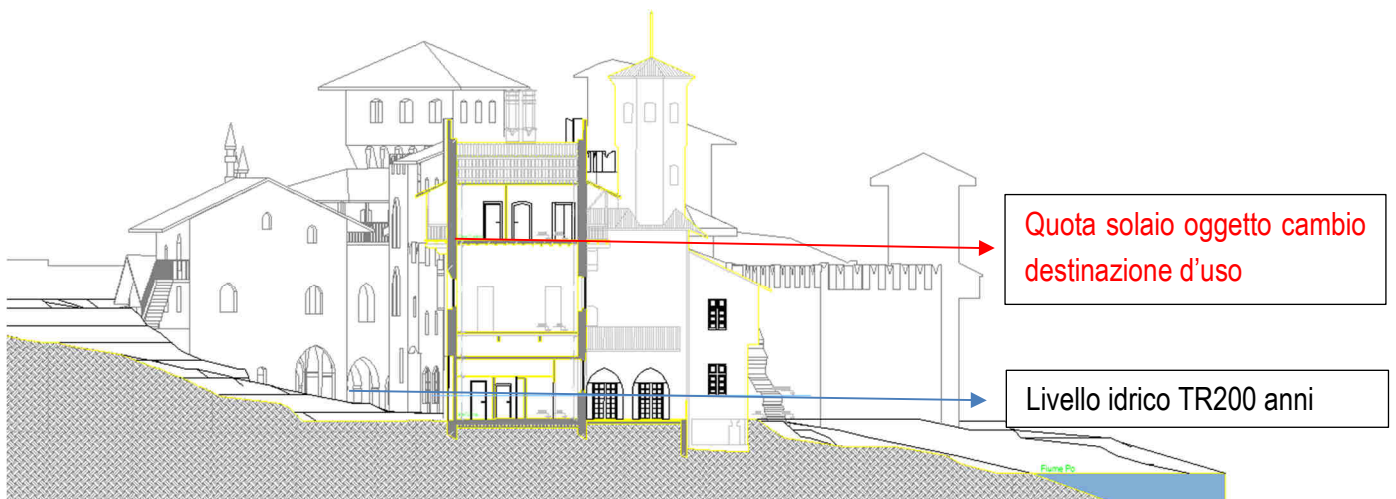 Quota solaio oggetto cambio
destinazione d’uso
Livello idrico TR200 anni
Fiume Po